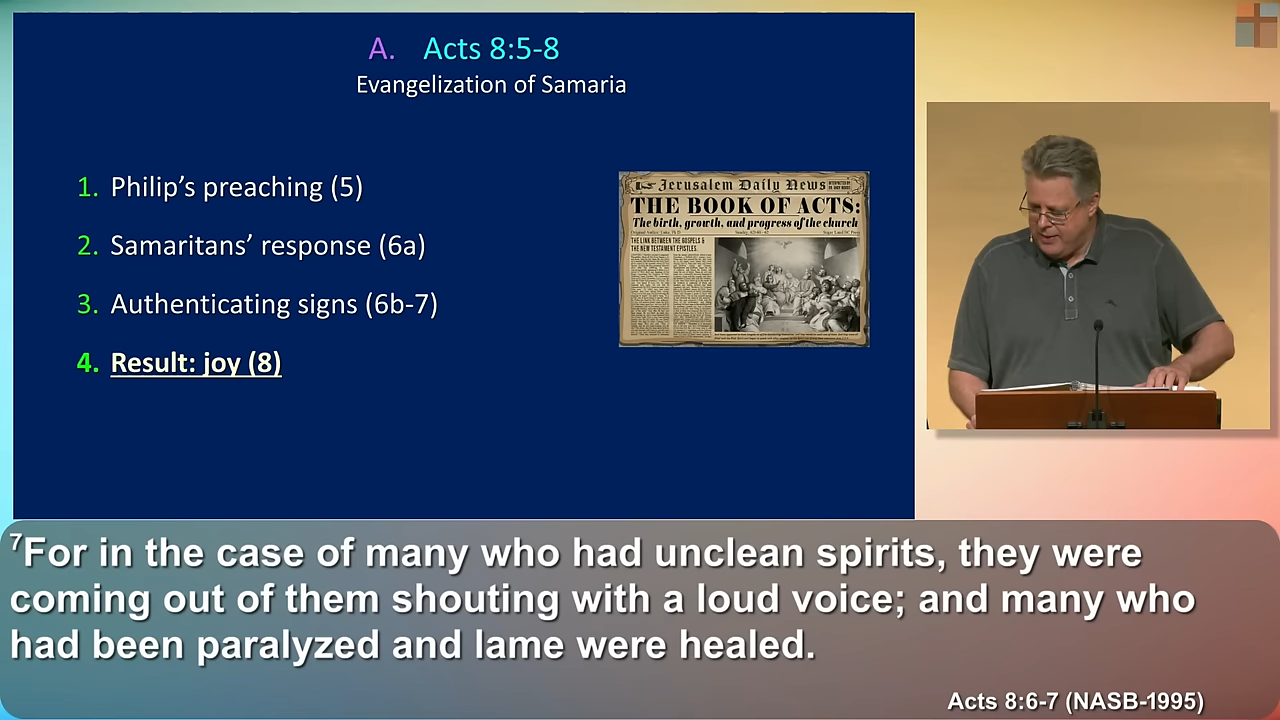 A. Acts 8:5-8
Evangelization of Samaria
1. Philip’s preaching (5)
2. Samaritans’ response (6a)
3. Authenticating signs (6b-7)
4. Result: joy (8)
Jerusalem Daily News
THE BOOK OF ACTS:
The birth, growth, and progress of the church
THE LINK BETWEEN THE GOSPELS &
THE NEW TESTAMENT EPISTLES.
7For in the case of many who had unclean spirits, they were
coming out of them shouting with a loud voice; and many who
had been paralyzed and lame were healed.
Acts 8:6-7 (NASB-1995)